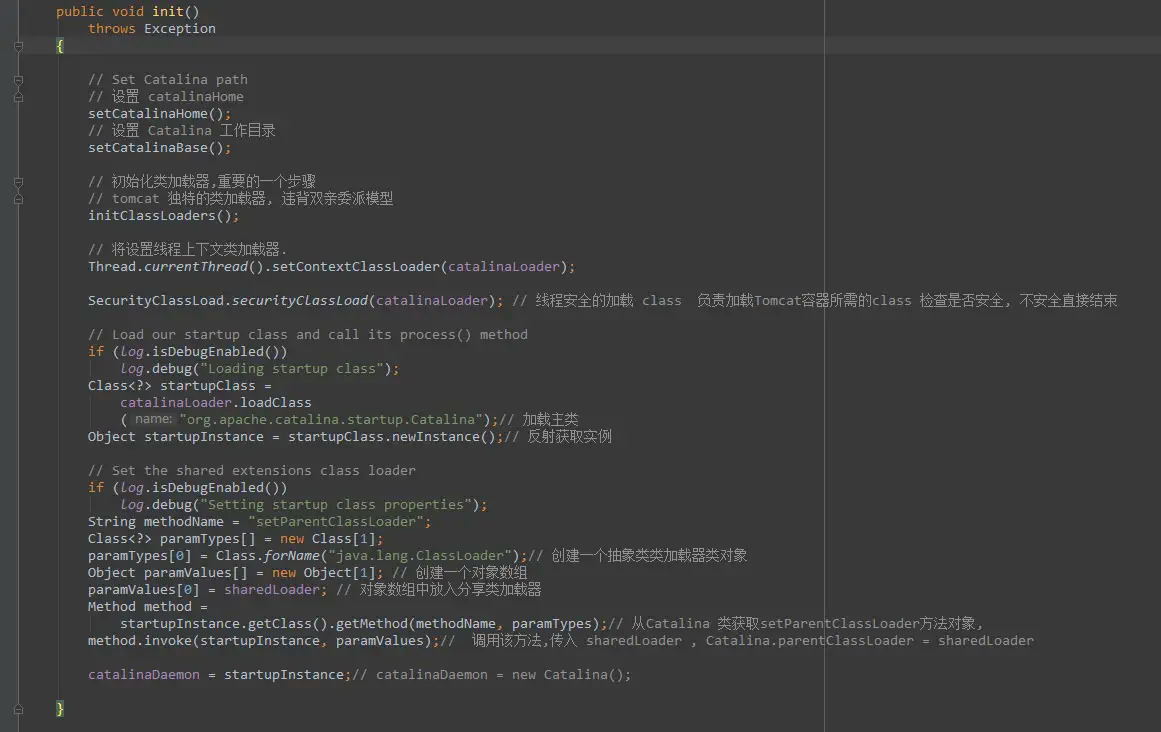 public void init()
    throws Exception
{
    // Set Catalina path
    // 设置 catalinaHome
    setCatalinaHome();
    // 设置 Catalina 工作目录
    setCatalinaBase();
    // 初始化类加载器,重要的一个步骤
    // tomcat 独特的类加载器, 违背双亲委派模型
    initClassLoaders();
    // 将设置线程上下文类加载器.
    Thread.currentThread().setContextClassLoader(catalinaLoader);
    SecurityClassLoad.securityClassLoad(catalinaLoader); // 线程安全的加载 class  负责加载Tomcat容器所需的class 检查是否安全, 不安全直接结束
    // Load our startup class and call its process() method
    if (log.isDebugEnabled())
        log.debug("Loading startup class");
    Class<?> startupClass =
        catalinaLoader.loadClass
        ( name: "org.apache.catalina.startup.Catalina");// 加载主类
    Object startupInstance = startupClass.newInstance();// 反射获取实例
    // Set the shared extensions class loader
    if (log.isDebugEnabled())
        log.debug("Setting startup class properties");
    String methodName = "setParentClassLoader";
    Class<?> paramTypes[] = new Class[1];
    paramTypes[0] = Class.forName("java.lang.ClassLoader");// 创建一个抽象类类加载器类对象
    Object paramValues[] = new Object[1]; // 创建一个对象数组
    paramValues[0] = sharedLoader; // 对象数组中放入分享类加载器
    Method method =
        startupInstance.getClass().getMethod(methodName, paramTypes);// 从Catalina 类获取setParentClassLoader方法对象,
    method.invoke(startupInstance, paramValues);//  调用该方法,传入 sharedLoader , Catalina.parentClassLoader = sharedLoader
    catalinaDaemon = startupInstance;// catalinaDaemon = new Catalina();
}